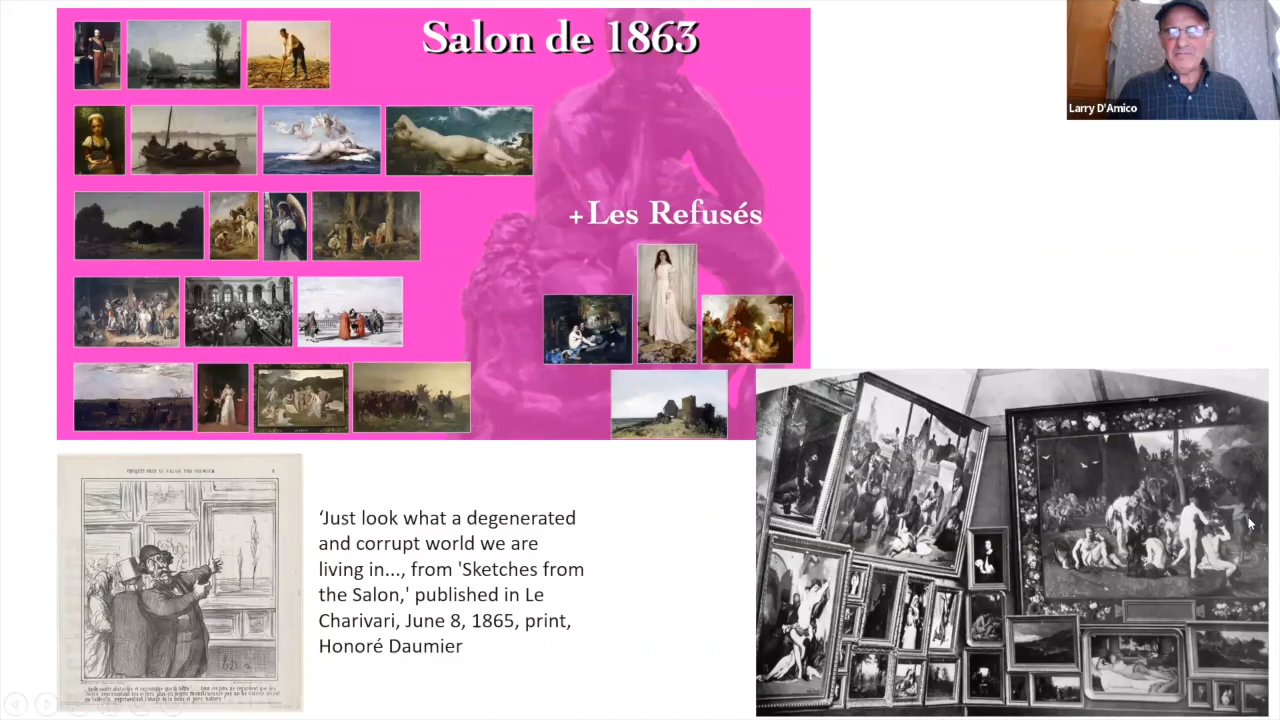 Salon de 1863
Larry D'Amico
+Les Refusés
‘Just look what a degenerated
and corrupt world we are
living in..., from 'Sketches from
the Salon,' published in Le
Charivari, June 8, 1865, print,
Honoré Daumier